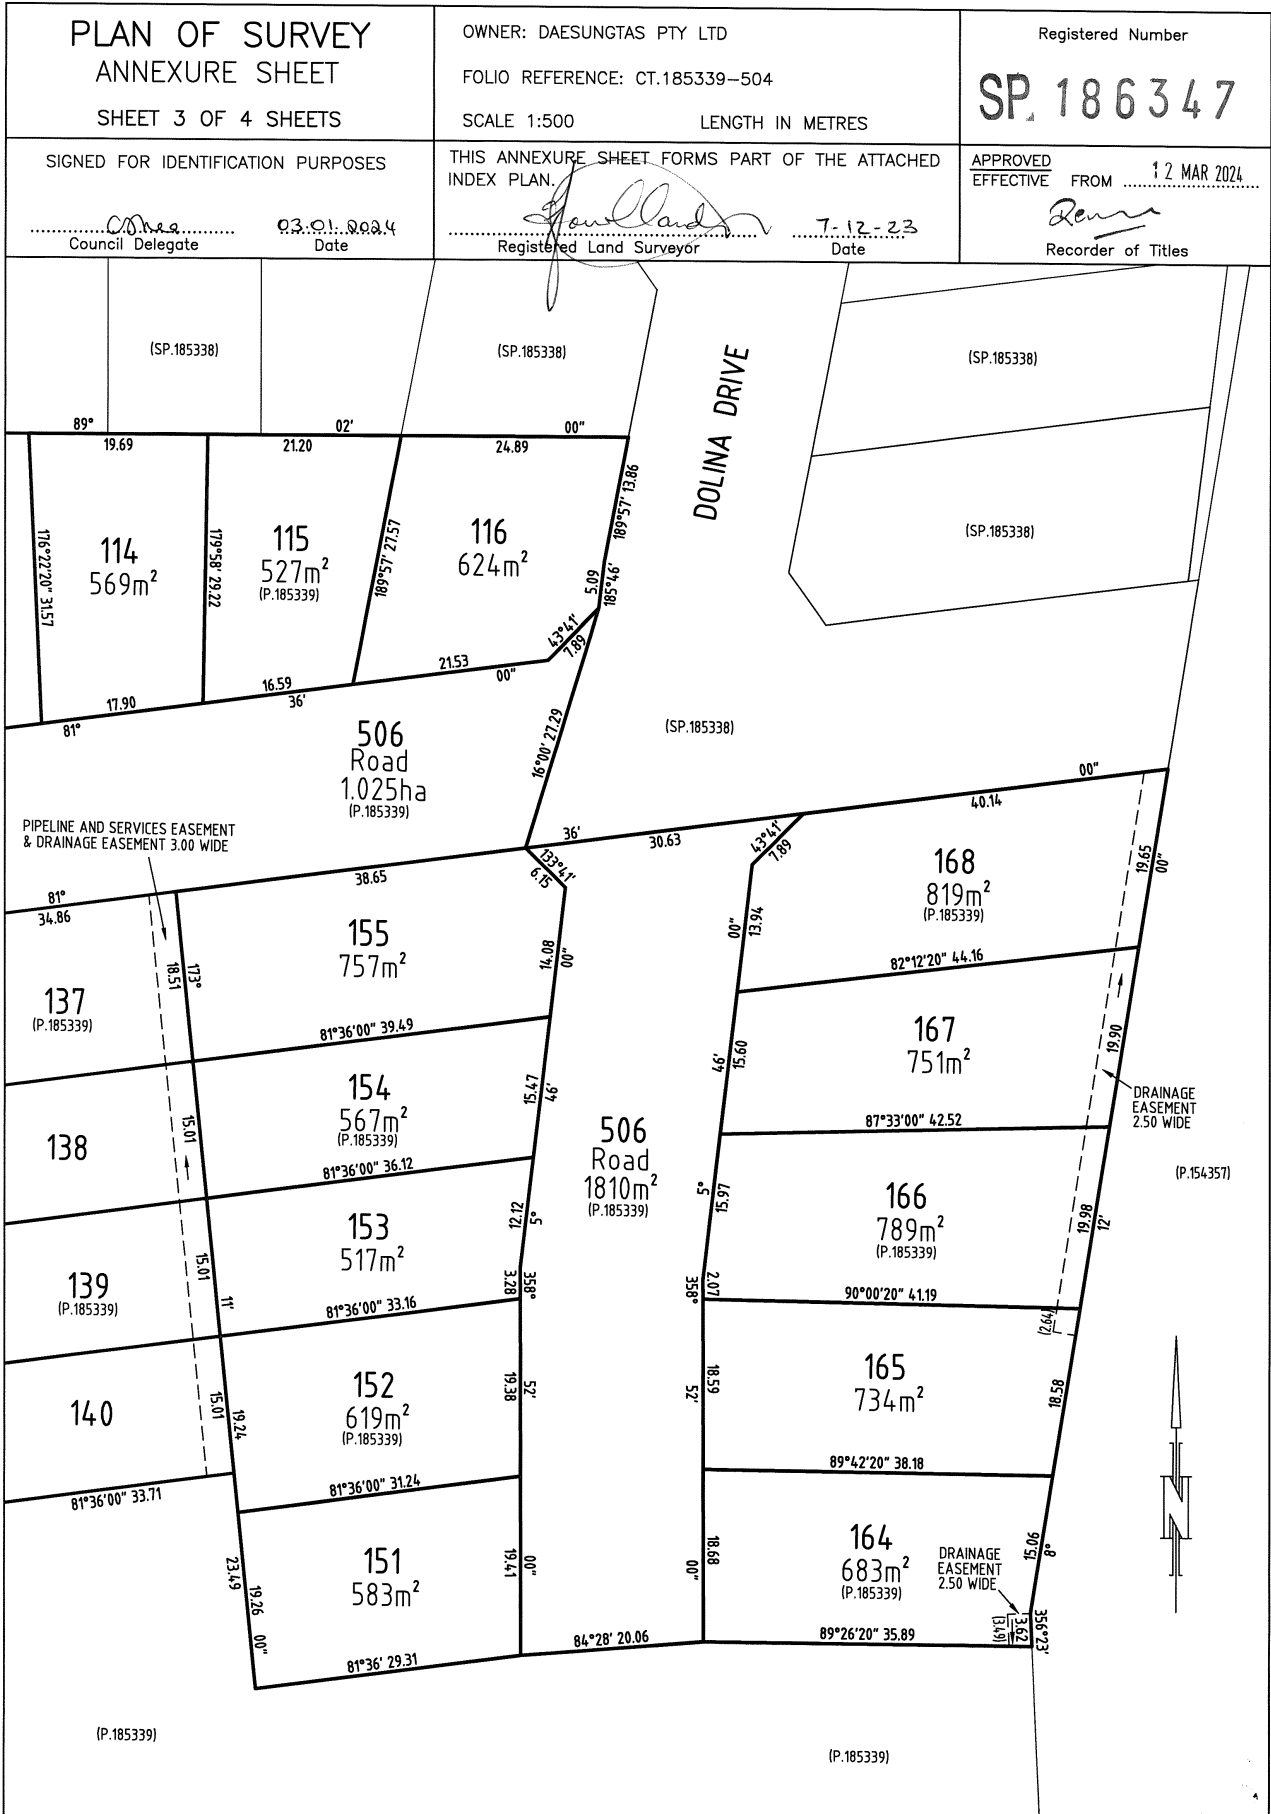 PLAN OF SURVEY
ANNEXURE SHEET
SHEET 3 OF 4 SHEETS
OWNER: DAESUNGTAS PTY LTD
FOLIO REFERENCE: CT.185339-504
SCALE 1:500 LENGTH IN METRES
Registered Number
SP. 186347
SIGNED FOR IDENTIFICATION PURPOSES
03.01.2024
Council Delegate Date
THIS ANNEXURE SHEET FORMS PART OF THE ATTACHED
INDEX PLAN.
7-12-23
Registered Land Surveyor Date
APPROVED
EFFECTIVE FROM 12 MAR 2024
Recorder of Titles
(SP.185338)
(SP.185338)
(SP.185338)
DOLINA DRIVE
89° 02' 00"
19.69 21.20 24.89
189°57' 13.86
(SP.185338)
176°22'20" 31.57
114
569m²
179°58' 29.22
115
527m²
(P.185339)
189°57' 27.57
116
624m²
5.09
185°46'
43°41'
7.89
21.53
00"
16.59
36'
17.90
81°
506
Road
1.025ha
(P.185339)
16°00' 27.29
(SP.185338)
PIPELINE AND SERVICES EASEMENT
& DRAINAGE EASEMENT 3.00 WIDE
00"
40.14
36'
30.63
43°41'
7.89
133°41'
6.15
38.65
81°
34.86
168
819m²
(P.185339)
19.65
00"
155
757m²
14.08
00"
00"
13.94
173°
18.51
137
(P.185339)
82°12'20" 44.16
81°36'00" 39.49
167
751m²
19.90
46'
15.60
154
567m²
(P.185339)
15.47
46'
DRAINAGE
EASEMENT
2.50 WIDE
15.01
138
87°33'00" 42.52
506
Road
1810m²
(P.185339)
81°36'00" 36.12
(P.154357)
166
789m²
(P.185339)
5°
15.97
19.98
12'
153
517m²
12.12
5°
15.01
11'
139
(P.185339)
3.28
358°
358°
2.07
90°00'20" 41.19
81°36'00" 33.16
(2.64)
165
734m²
18.59
52'
18.58
152
619m²
(P.185339)
19.38
52'
15.01
19.24
140
89°42'20" 38.18
81°36'00" 31.24
81°36'00" 33.71
164
683m²
(P.185339)
DRAINAGE
EASEMENT
2.50 WIDE
15.06
8°
18.68
00"
151
583m²
19.41
00"
23.49
19.26
00"
356°23'
3.62
(3.49)
89°26'20" 35.89
84°28' 20.06
81°36' 29.31
N
(P.185339)
(P.185339)